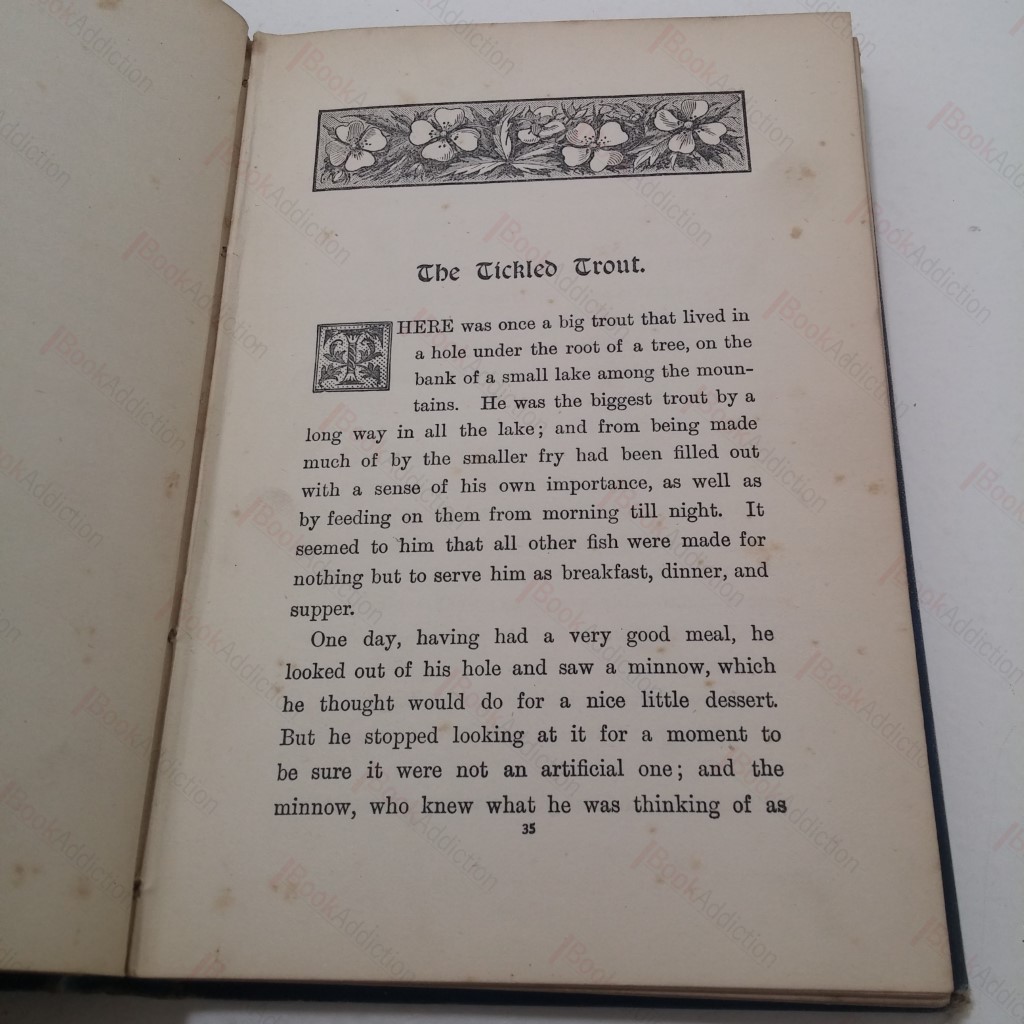 The Tickled Trout.
THERE was once a big trout that lived in
a hole under the root of a tree, on the
bank of a small lake among the moun-
tains. He was the biggest trout by a
long way in all the lake; and from being made
much of by the smaller fry had been filled out
with a sense of his own importance, as well as
by feeding on them from morning till night. It
seemed to him that all other fish were made for
nothing but to serve him as breakfast, dinner, and
supper.
One day, having had a very good meal, he
looked out of his hole and saw a minnow, which
he thought would do for a nice little dessert.
But he stopped looking at it for a moment to
be sure it were not an artificial one; and the
minnow, who knew what he was thinking of as
35
BookAddiction